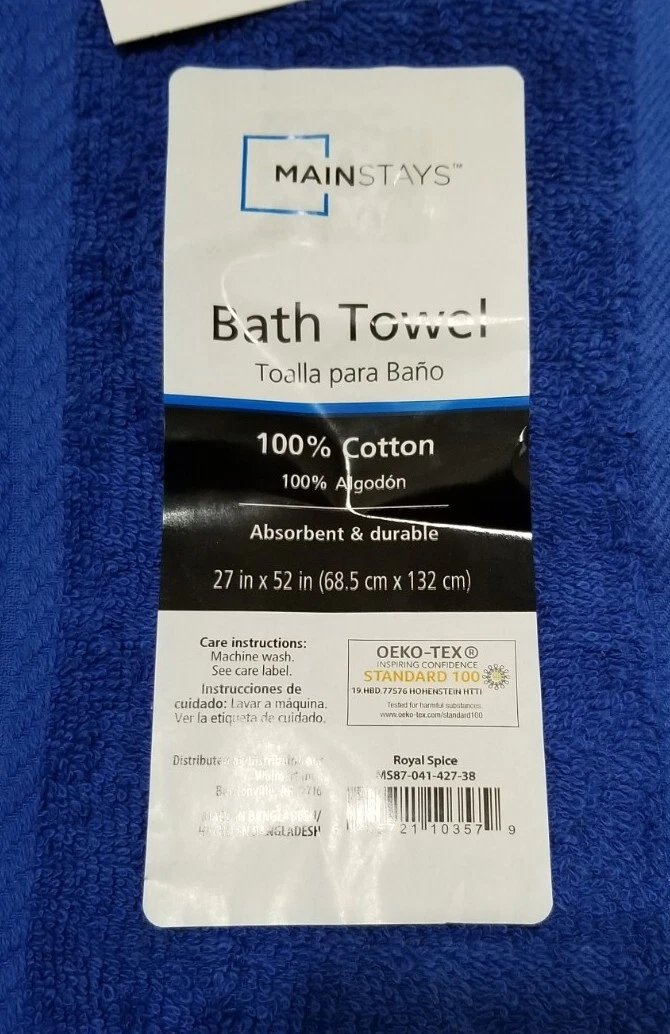 MAINSTAYS™
Bath Towel
Toalla para Baño
100% Cotton
100% Algodón
Absorbent & durable
27 in x 52 in (68.5 cm x 132 cm)
Care instructions:
Machine wash.
See care label.
Instrucciones de
cuidado: Lavar a máquina.
Ver la etiqueta de cuidado.
OEKO-TEX®
INSPIRING CONFIDENCE
STANDARD 100
19.HBD.77576 HOHENSTEIN HTTI
Tested for harmful substances.
www.oeko-tex.com/standard100
BANGLADESH
Royal Spice
MS87-041-427-38
21 10357 9